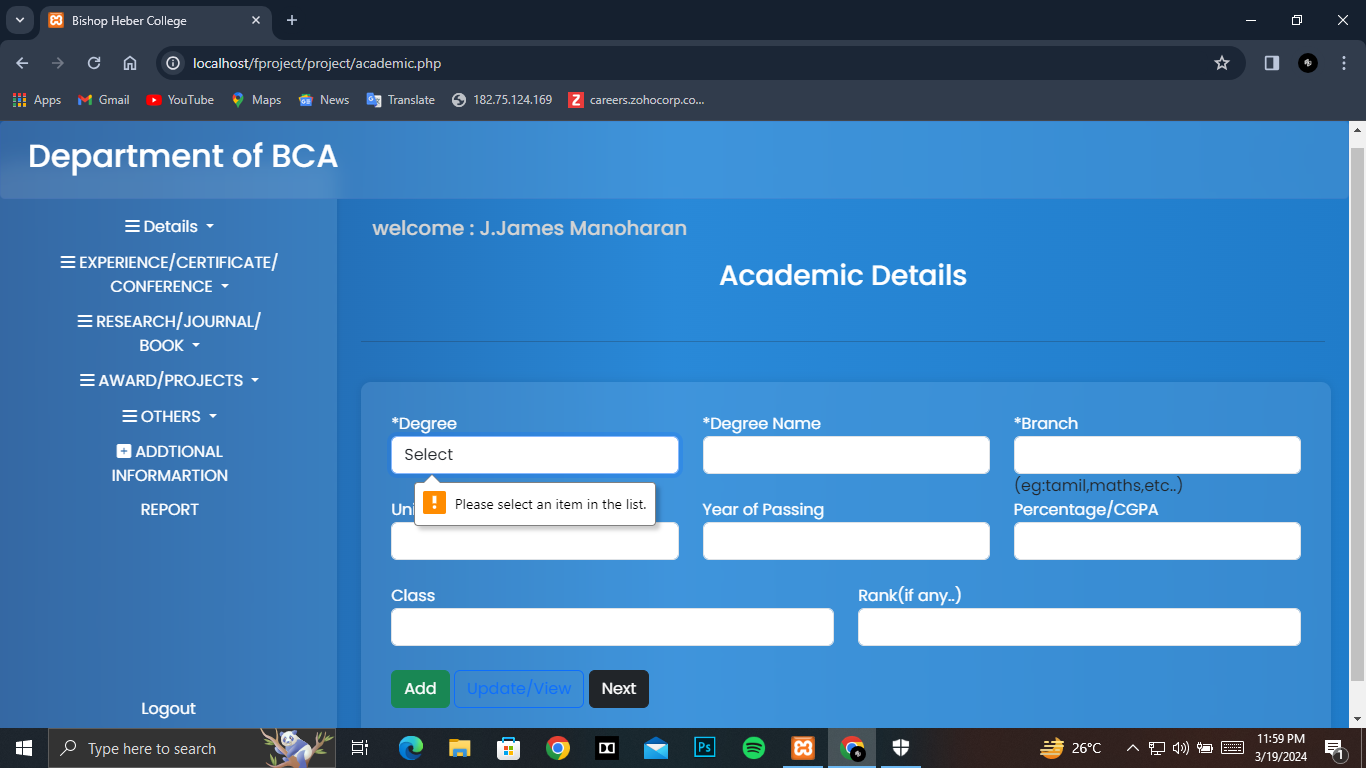 Bishop Heber College
localhost/fproject/project/academic.php
Apps Gmail YouTube Maps News Translate 182.75.124.169 careers.zohocorp.co...
Department of BCA
Details
EXPERIENCE/CERTIFICATE/
CONFERENCE
RESEARCH/JOURNAL/
BOOK
AWARD/PROJECTS
OTHERS
ADDTIONAL
INFORMARTION
REPORT
Logout
welcome : J.James Manoharan
Academic Details
*Degree *Degree Name *Branch
Select
(eg:tamil,maths,etc..)
Please select an item in the list.
Year of Passing Percentage/CGPA
Class Rank(if any..)
Add Update/View Next
Type here to search
Ps
26°C
11:59 PM
3/19/2024
1